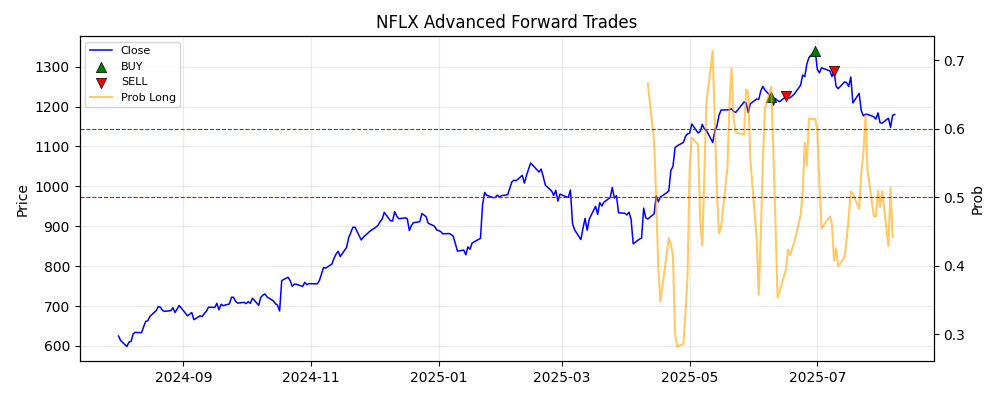 NFLX Advanced Forward Trades
Close
BUY
SELL
Prob Long
Price
1300
1200
1100
1000
900
800
700
600
0.7
0.6
0.5
0.4
0.3
Prob
2024-09
2024-11
2025-01
2025-03
2025-05
2025-07